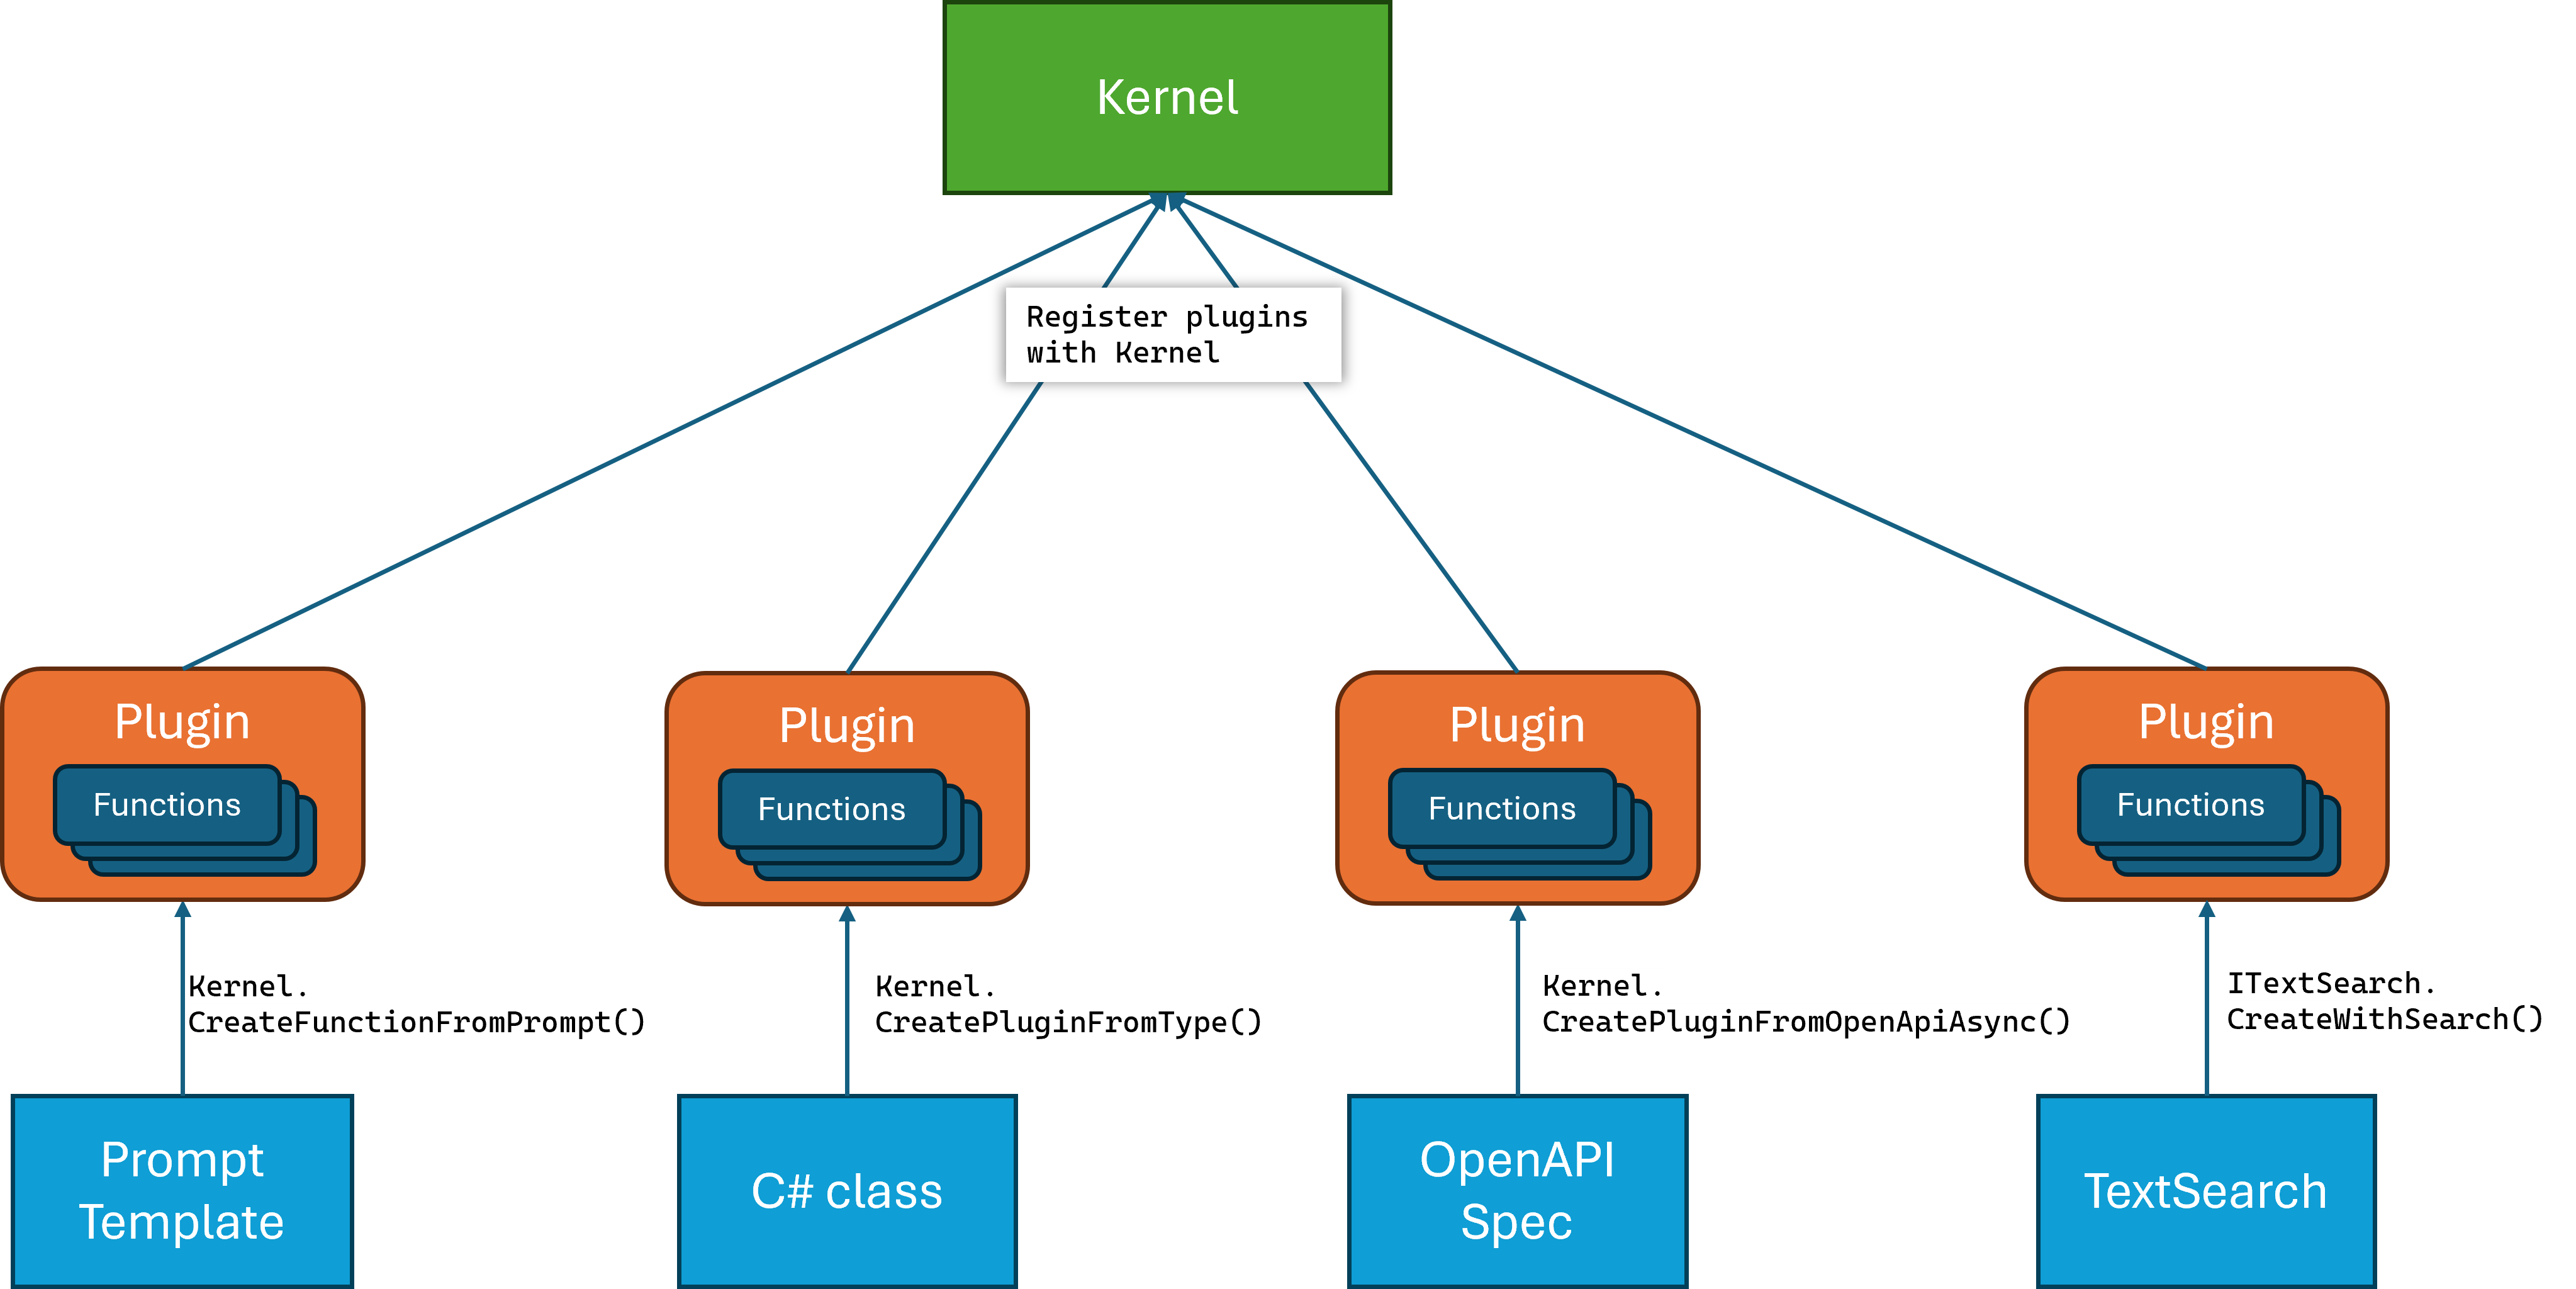 Kernel
Register plugins
with Kernel
Plugin
Functions
Plugin
Functions
Plugin
Functions
Plugin
Functions
Kernel.
CreateFunctionFromPrompt()
Kernel.
CreatePluginFromType()
Kernel.
CreatePluginFromOpenApiAsync()
ITextSearch.
CreateWithSearch()
Prompt
Template
C# class
OpenAPI
Spec
TextSearch